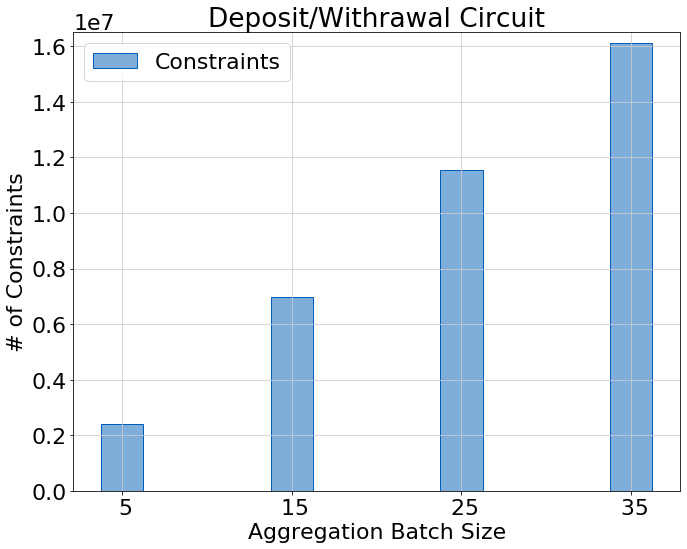 Deposit/Withrawal Circuit
1e7
Constraints
1.6
1.4
1.2
1.0
0.8
0.6
0.4
0.2
0.0
# of Constraints
5 15 25 35
Aggregation Batch Size